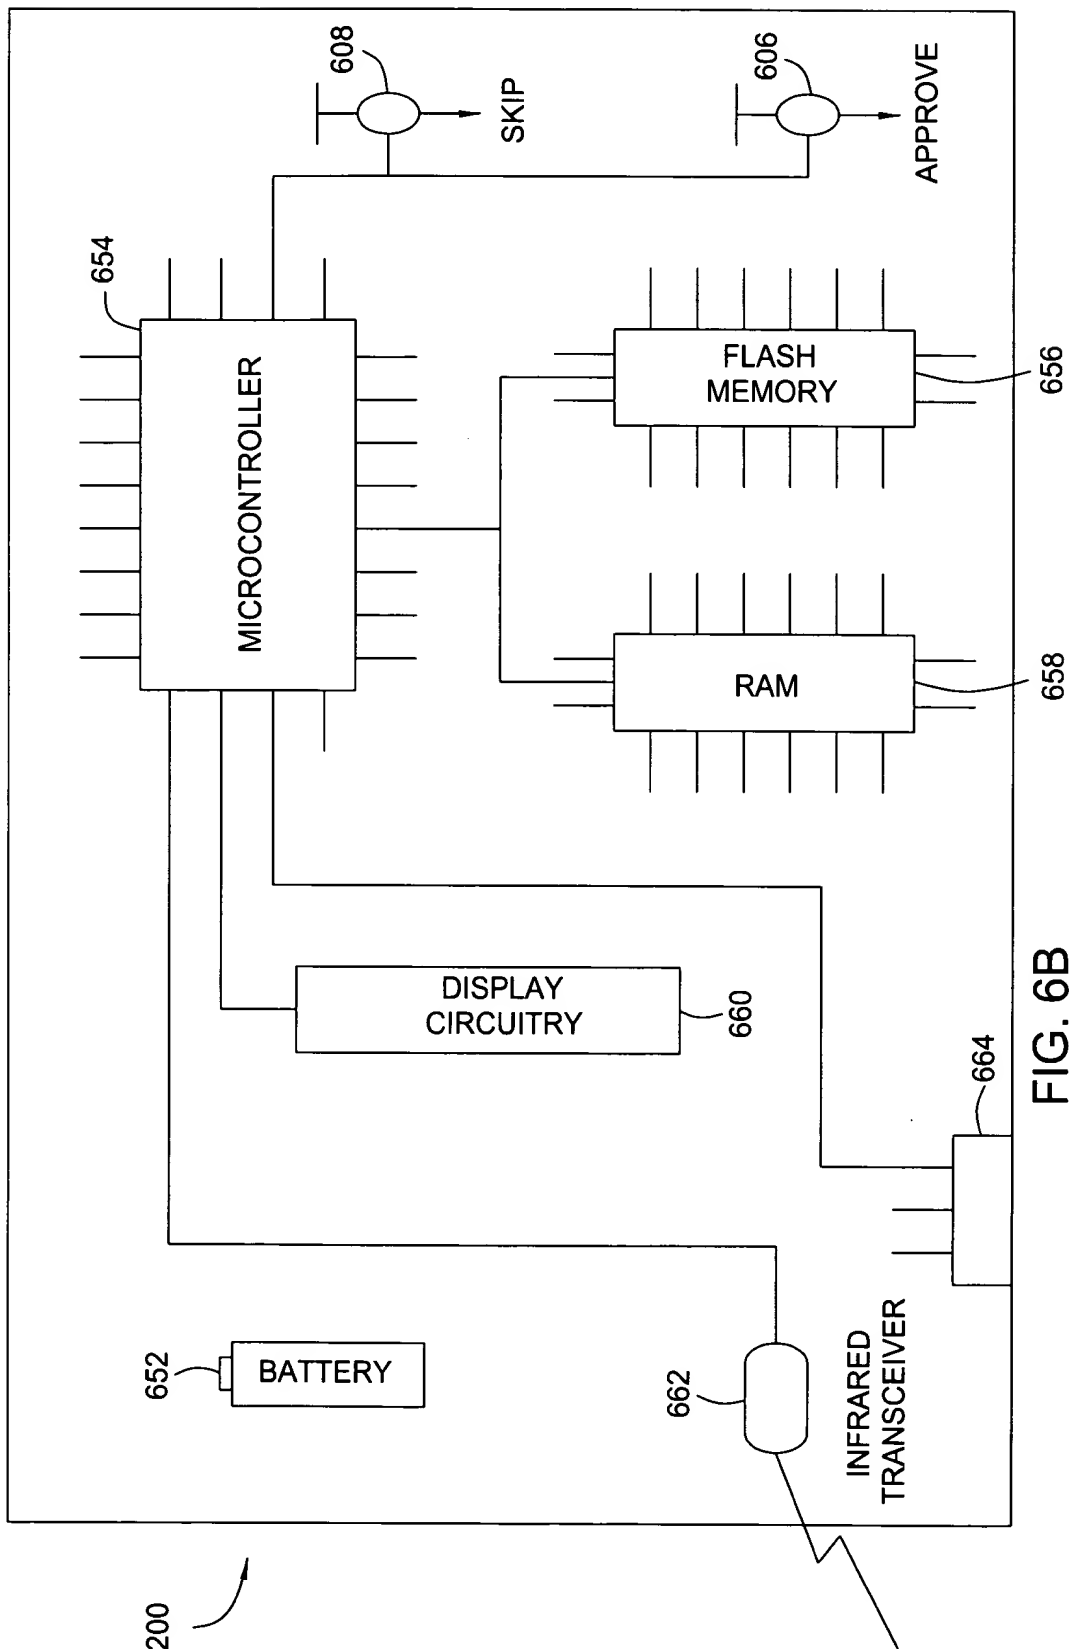 200
652
BATTERY
662
INFRARED
TRANSCEIVER
664
DISPLAY
CIRCUITRY
660
654
MICROCONTROLLER
RAM
658
FLASH
MEMORY
656
608
SKIP
606
APPROVE
FIG. 6B